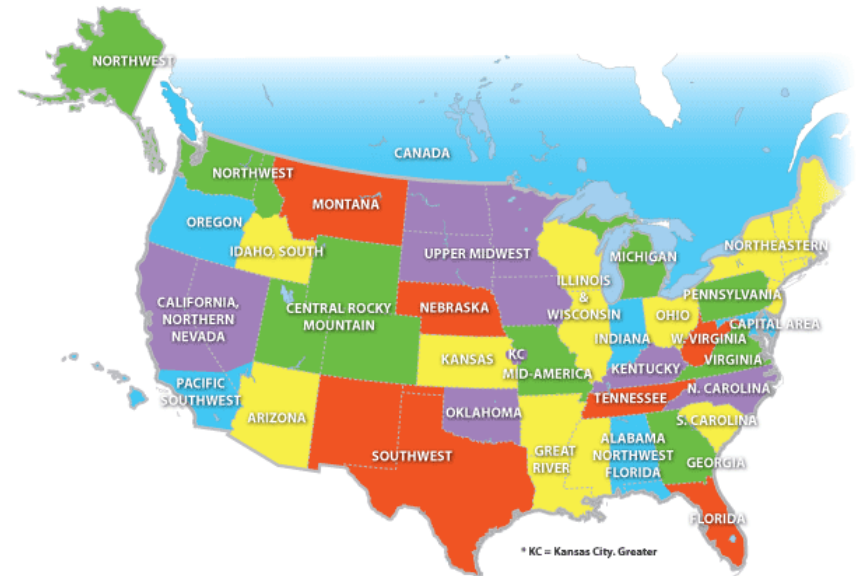 NORTHWEST
CANADA
NORTHWEST
MONTANA
OREGON
IDAHO, SOUTH
UPPER MIDWEST
MICHIGAN
NORTHEASTERN
ILLINOIS
&
WISCONSIN
PENNSYLVANIA
CALIFORNIA,
NORTHERN
NEVADA
CENTRAL ROCKY
MOUNTAIN
NEBRASKA
OHIO
CAPITAL AREA
INDIANA
W. VIRGINIA
VIRGINIA
KANSAS
KC
MID-AMERICA
KENTUCKY
PACIFIC
SOUTHWEST
N. CAROLINA
TENNESSEE
ARIZONA
OKLAHOMA
S. CAROLINA
SOUTHWEST
GREAT
RIVER
ALABAMA
NORTHWEST
FLORIDA
GEORGIA
FLORIDA
* KC = Kansas City. Greater